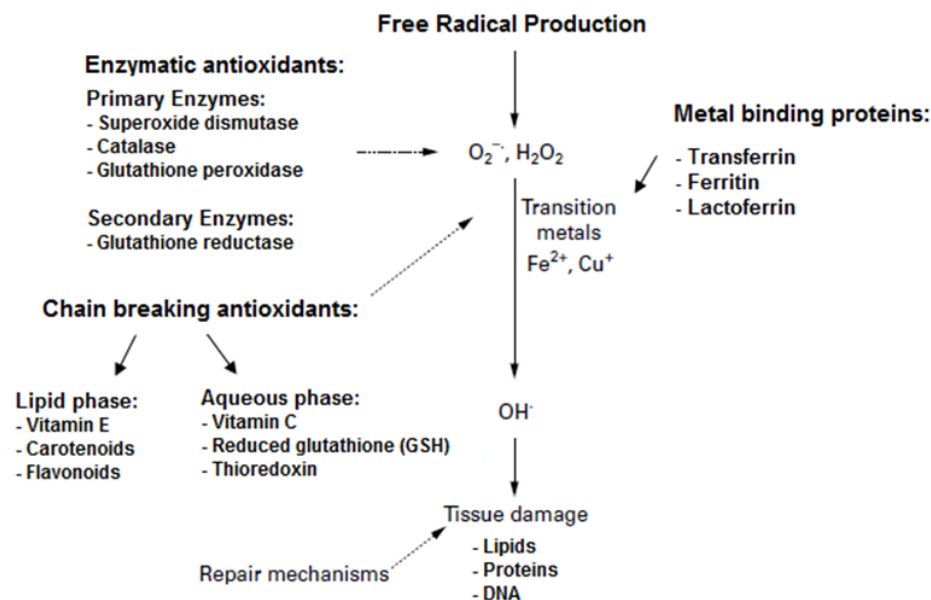 Free Radical Production
Enzymatic antioxidants:
Primary Enzymes:
- Superoxide dismutase
- Catalase
- Glutathione peroxidase
Secondary Enzymes:
- Glutathione reductase
O₂⁻·, H₂O₂
Metal binding proteins:
- Transferrin
- Ferritin
- Lactoferrin
Transition
metals
Fe²⁺, Cu⁺
Chain breaking antioxidants:
Lipid phase:
- Vitamin E
- Carotenoids
- Flavonoids
Aqueous phase:
- Vitamin C
- Reduced glutathione (GSH)
- Thioredoxin
OH·
Tissue damage
- Lipids
- Proteins
- DNA
Repair mechanisms